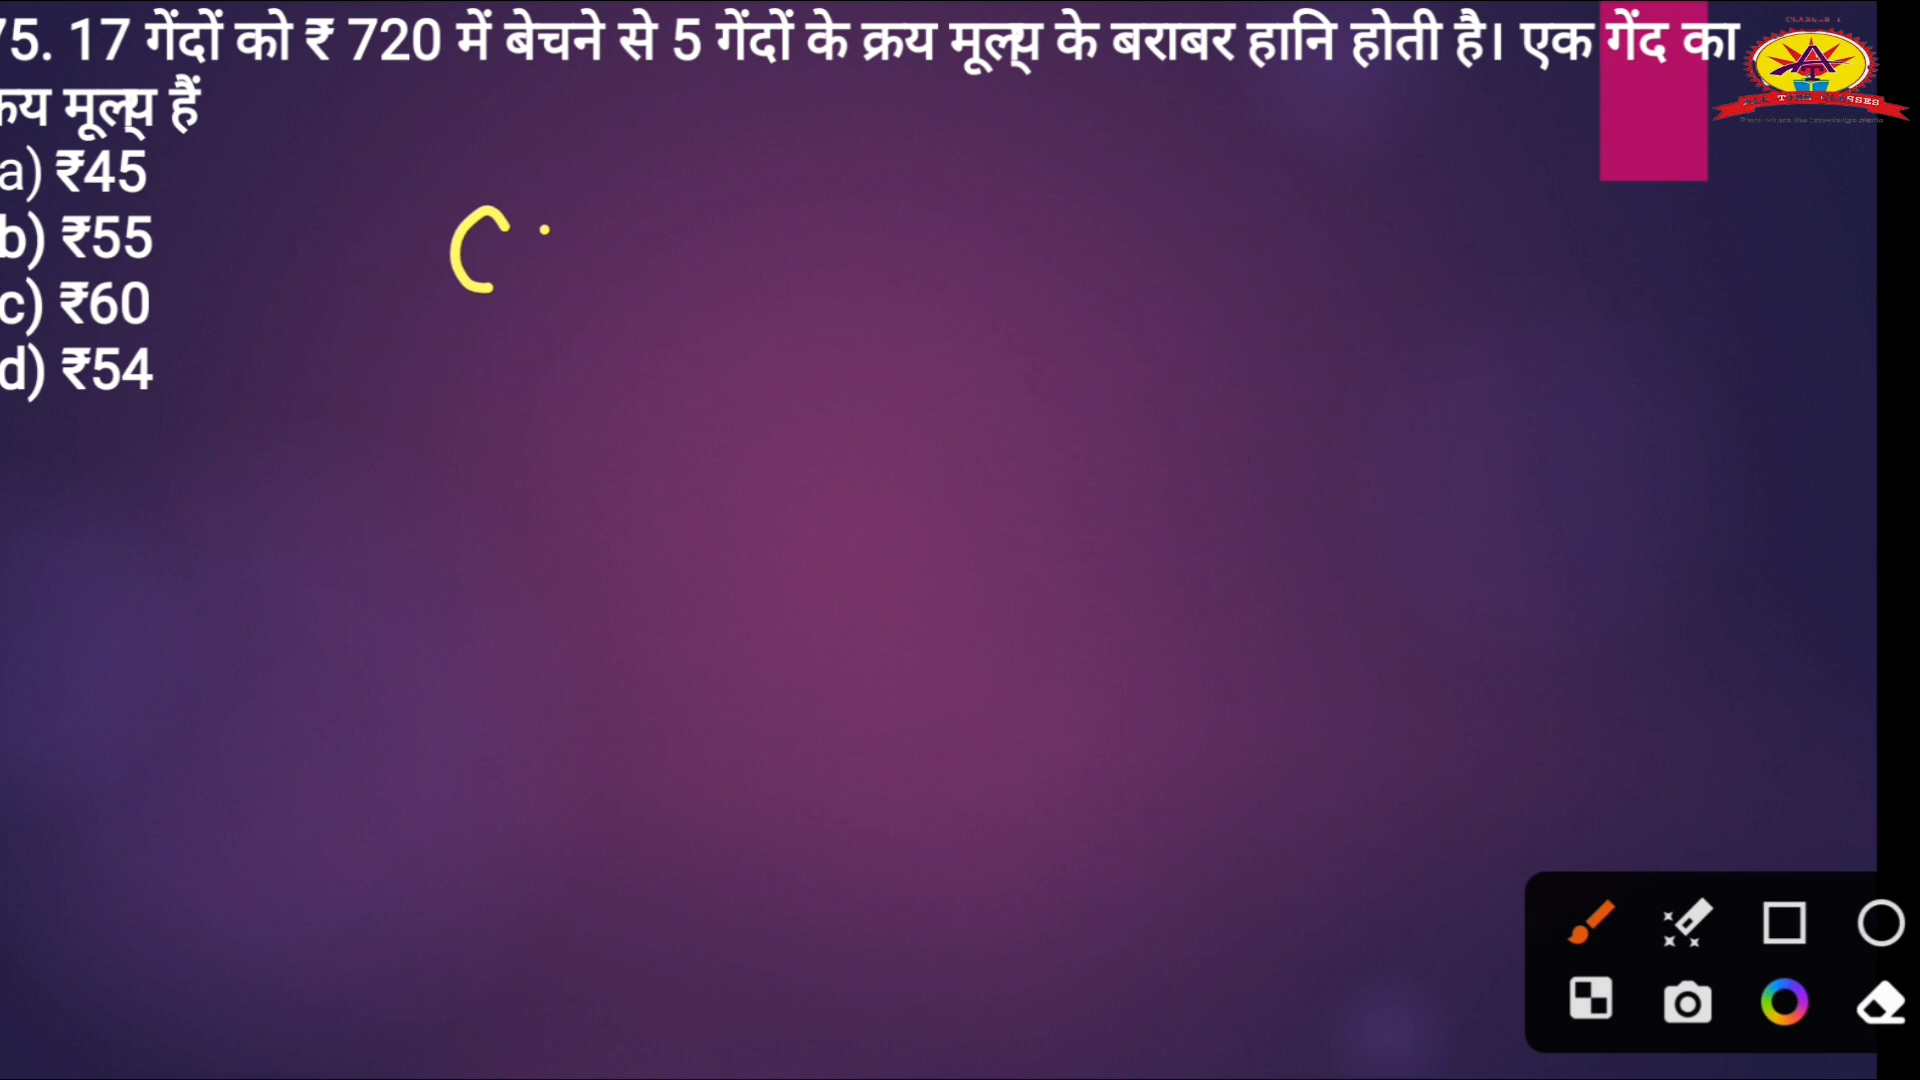 75. 17 गेंदों को ₹ 720 में बेचने से 5 गेंदों के क्रय मूल्य के बराबर हानि होती है। एक गेंद का
क्रय मूल्य हैं
a) ₹45
b) ₹55
c) ₹60
d) ₹54
C